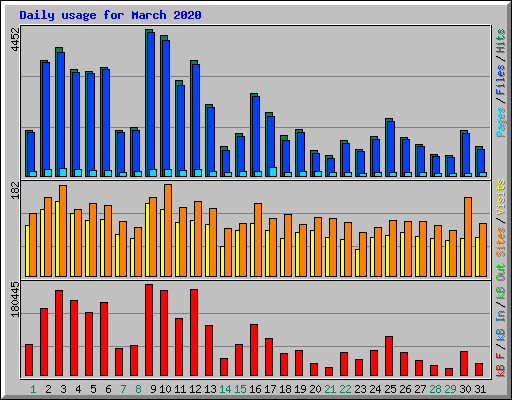 Daily usage for March 2020
4452
Pages / Files / Hits
182
Sites / Visits
180445
kB F / kB In / kB Out
1 2 3 4 5 6 7 8 9 10 11 12 13 14 15 16 17 18 19 20 21 22 23 24 25 26 27 28 29 30 31